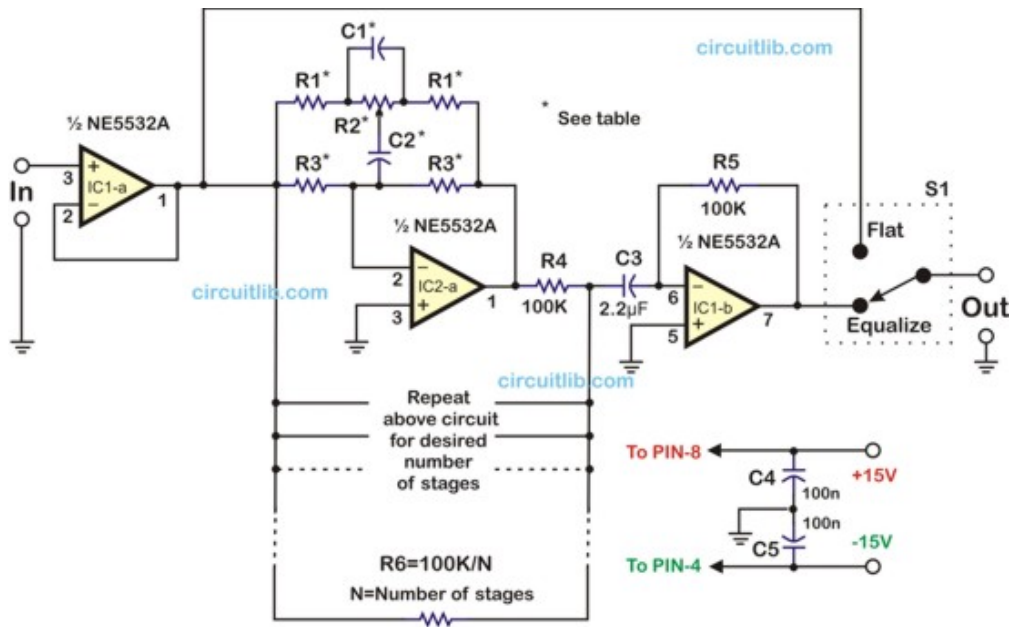 circuitlib.com
C1*
R1*
R1*
R2*
C2*
* See table
½ NE5532A
R3*
R3*
In
3
+
IC1-a
2
−
1
½ NE5532A
2
−
IC2-a
3
+
1
R4
100K
C3
2.2µF
R5
100K
½ NE5532A
6
−
IC1-b
5
+
7
S1
Flat
Equalize
Out
circuitlib.com
circuitlib.com
Repeat
above circuit
for desired
number
of stages
R6=100K/N
N=Number of stages
To PIN-8
+15V
C4
100n
100n
C5
-15V
To PIN-4